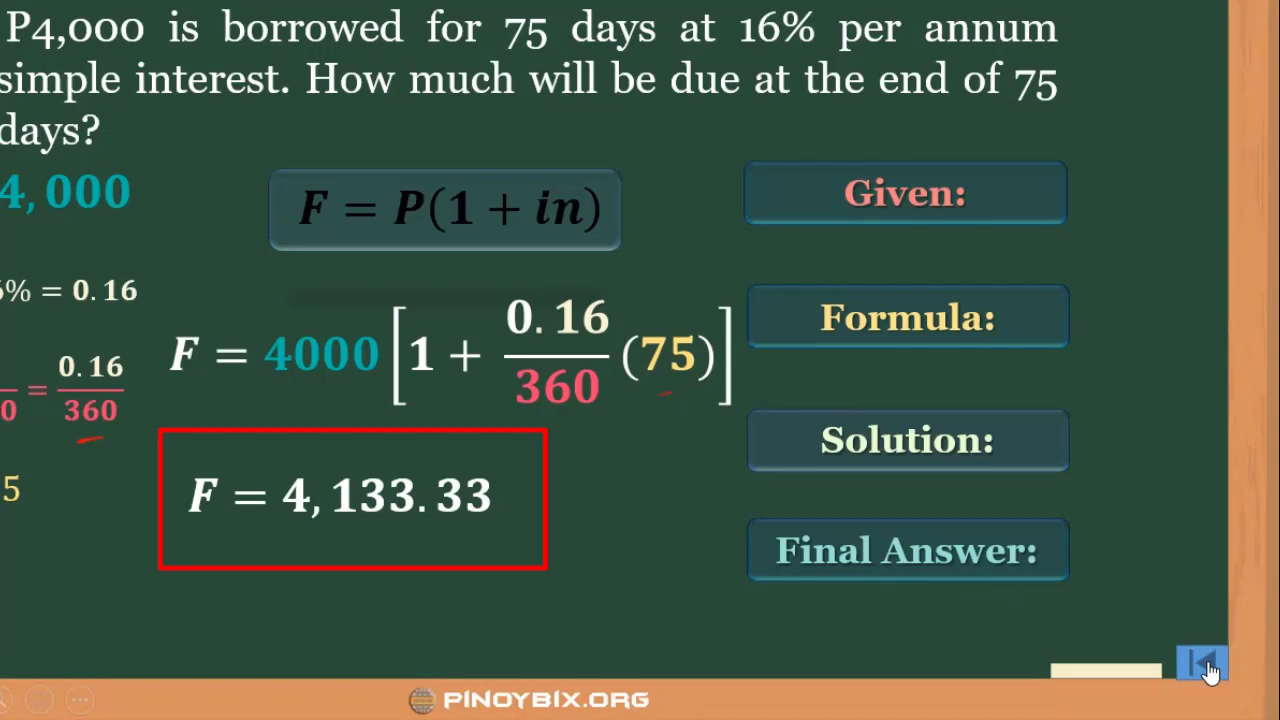 P4,000 is borrowed for 75 days at 16% per annum
simple interest. How much will be due at the end of 75
days?
4,000
F = P(1 + in)
Given:
6% = 0.16
F = 4000 [1 + 0.16/360 (75)]
Formula:
0 = 0.16/360
Solution:
5
F = 4,133.33
Final Answer:
PINOYBIX.ORG